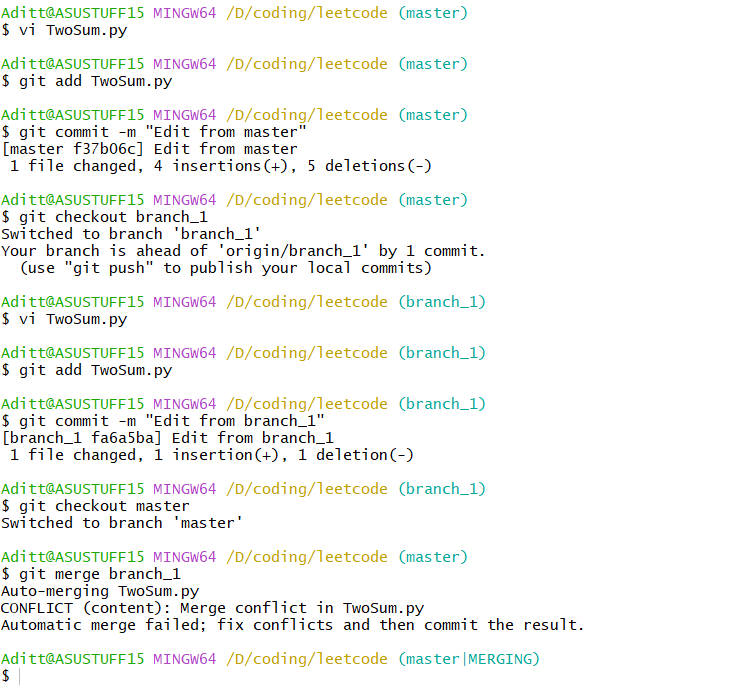 Aditt@ASUSTUFF15 MINGW64 /D/coding/leetcode (master)
$ vi TwoSum.py
Aditt@ASUSTUFF15 MINGW64 /D/coding/leetcode (master)
$ git add TwoSum.py
Aditt@ASUSTUFF15 MINGW64 /D/coding/leetcode (master)
$ git commit -m "Edit from master"
[master f37b06c] Edit from master
 1 file changed, 4 insertions(+), 5 deletions(-)
Aditt@ASUSTUFF15 MINGW64 /D/coding/leetcode (master)
$ git checkout branch_1
Switched to branch 'branch_1'
Your branch is ahead of 'origin/branch_1' by 1 commit.
  (use "git push" to publish your local commits)
Aditt@ASUSTUFF15 MINGW64 /D/coding/leetcode (branch_1)
$ vi TwoSum.py
Aditt@ASUSTUFF15 MINGW64 /D/coding/leetcode (branch_1)
$ git add TwoSum.py
Aditt@ASUSTUFF15 MINGW64 /D/coding/leetcode (branch_1)
$ git commit -m "Edit from branch_1"
[branch_1 fa6a5ba] Edit from branch_1
 1 file changed, 1 insertion(+), 1 deletion(-)
Aditt@ASUSTUFF15 MINGW64 /D/coding/leetcode (branch_1)
$ git checkout master
Switched to branch 'master'
Aditt@ASUSTUFF15 MINGW64 /D/coding/leetcode (master)
$ git merge branch_1
Auto-merging TwoSum.py
CONFLICT (content): Merge conflict in TwoSum.py
Automatic merge failed; fix conflicts and then commit the result.
Aditt@ASUSTUFF15 MINGW64 /D/coding/leetcode (master|MERGING)
$